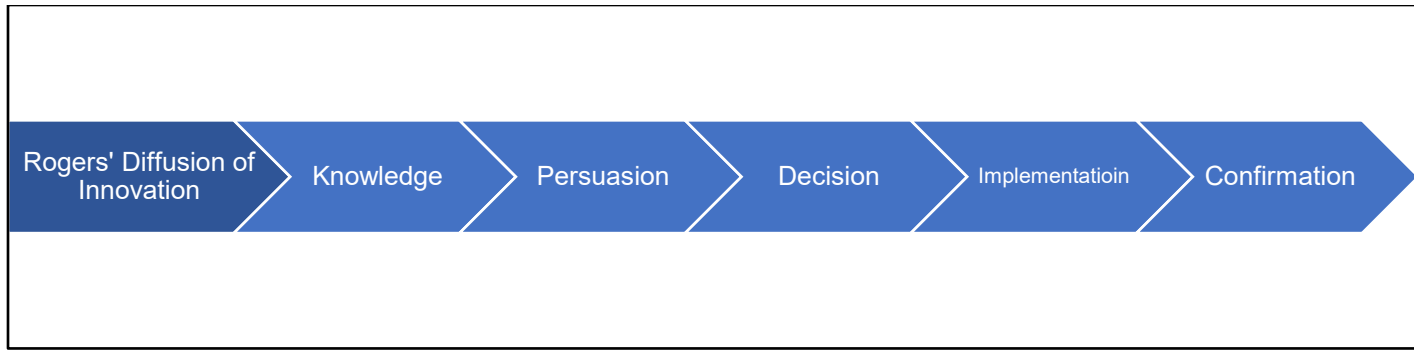 Rogers' Diffusion of
Innovation
Knowledge
Persuasion
Decision
Implementatioin
Confirmation